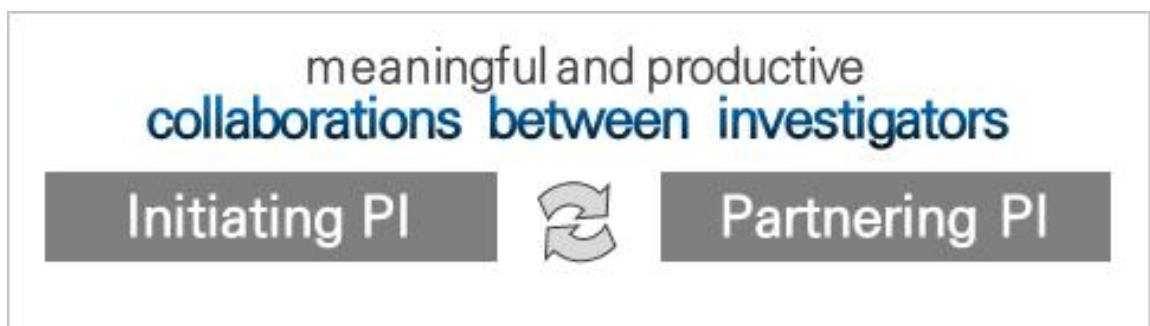 meaningful and productive
collaborations between investigators
Initiating PI
Partnering PI